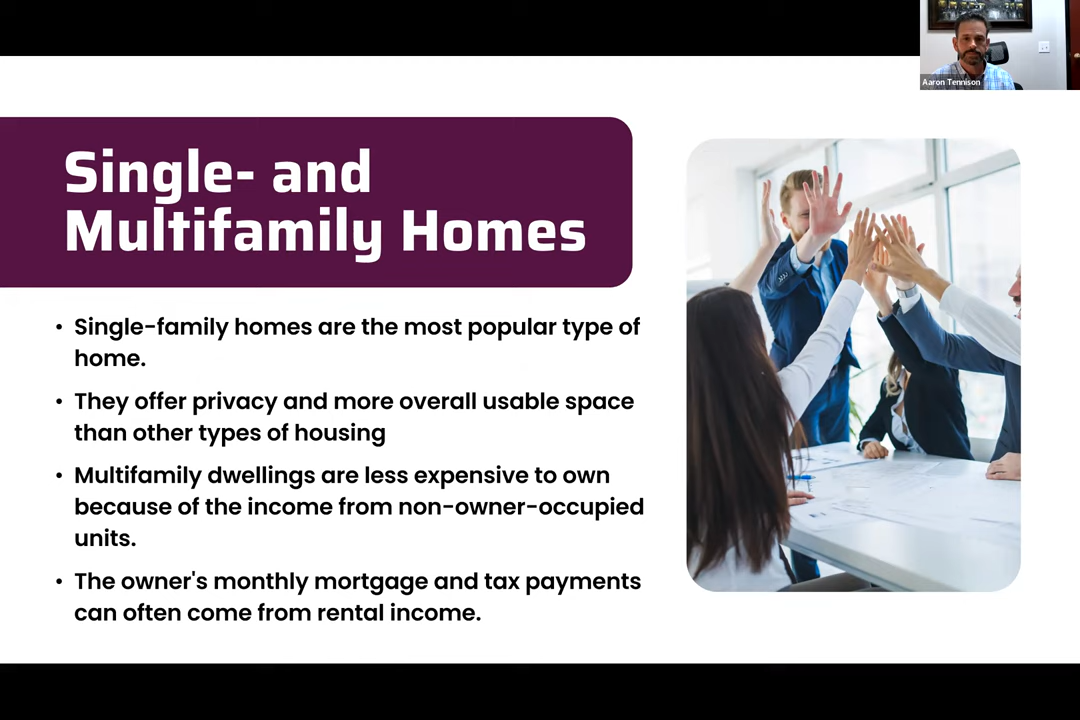 Aaron Tennison
Single- and
Multifamily Homes
• Single-family homes are the most popular type of
home.
• They offer privacy and more overall usable space
than other types of housing
• Multifamily dwellings are less expensive to own
because of the income from non-owner-occupied
units.
• The owner's monthly mortgage and tax payments
can often come from rental income.